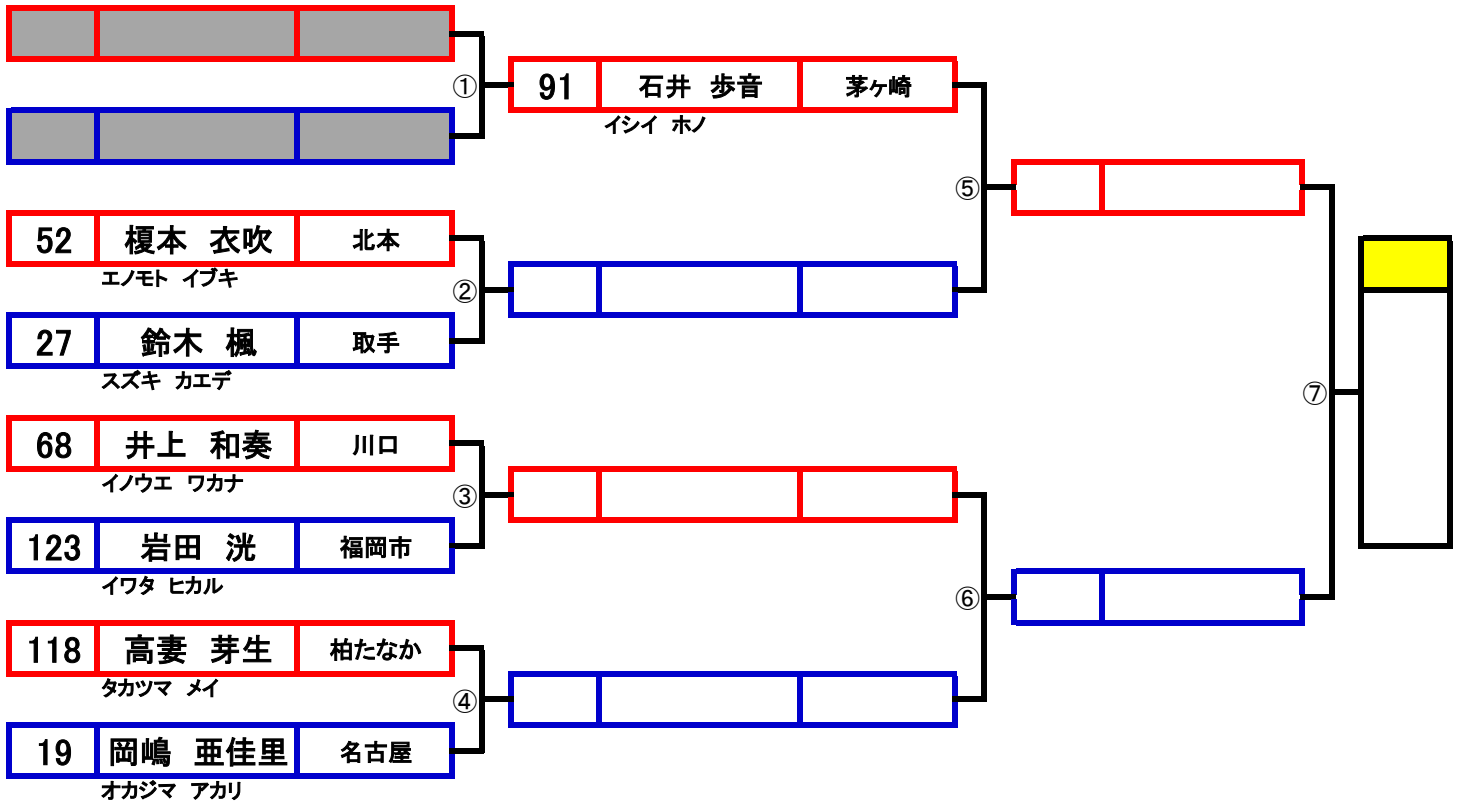 ①
91 石井 歩音 茅ヶ崎
イシイ ホノ
⑤
52 榎本 衣吹 北本
エノモト イブキ
②
27 鈴木 楓 取手
スズキ カエデ
⑦
68 井上 和奏 川口
イノウエ ワカナ
③
123 岩田 洸 福岡市
イワタ ヒカル
⑥
118 高妻 芽生 柏たなか
タカツマ メイ
④
19 岡嶋 亜佳里 名古屋
オカジマ アカリ